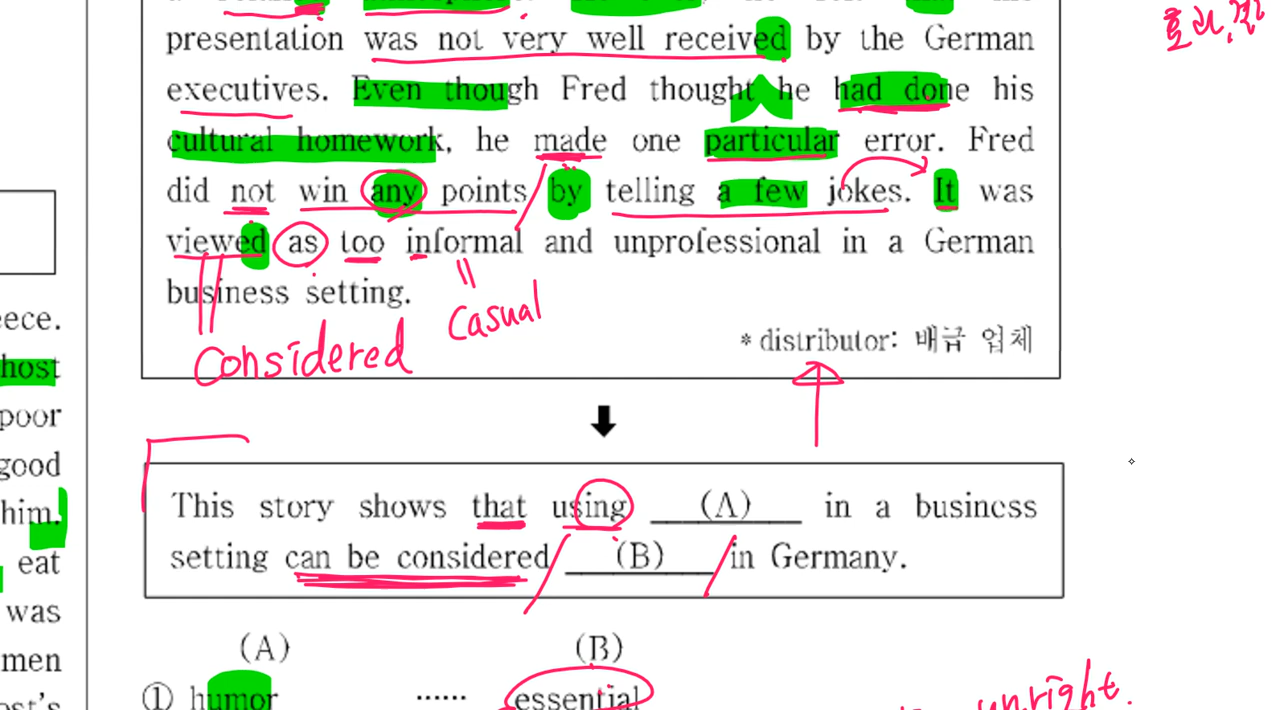 presentation was not very well received by the German
executives. Even though Fred thought he had done his
cultural homework, he made one particular error. Fred
did not win any points by telling a few jokes. It was
viewed as too informal and unprofessional in a German
business setting.
Casual
Considered
* distributor: 배급 업체
This story shows that using (A) in a business
setting can be considered (B) in Germany.
(A) (B)
① humor ...... essential
eece.
host
poor
good
him.
eat
was
men
ost's